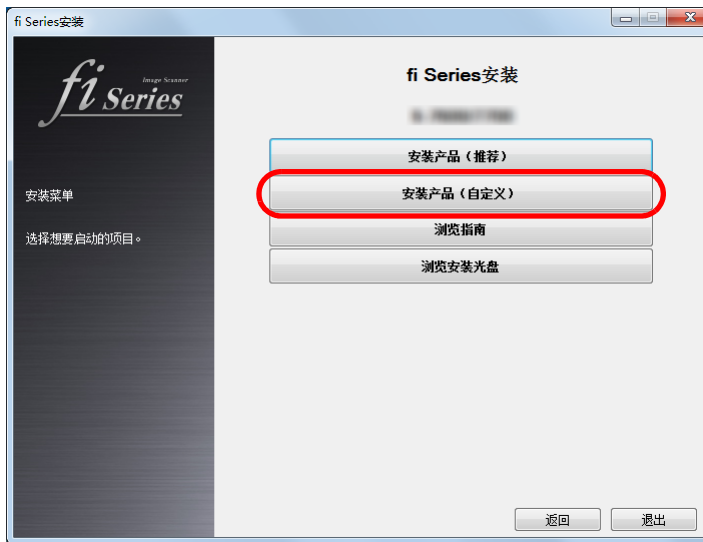 fi Series安装
Image Scanner
fi Series
安装菜单
选择想要启动的项目。
fi Series安装
安装产品（推荐）
安装产品（自定义）
浏览指南
浏览安装光盘
返回
退出